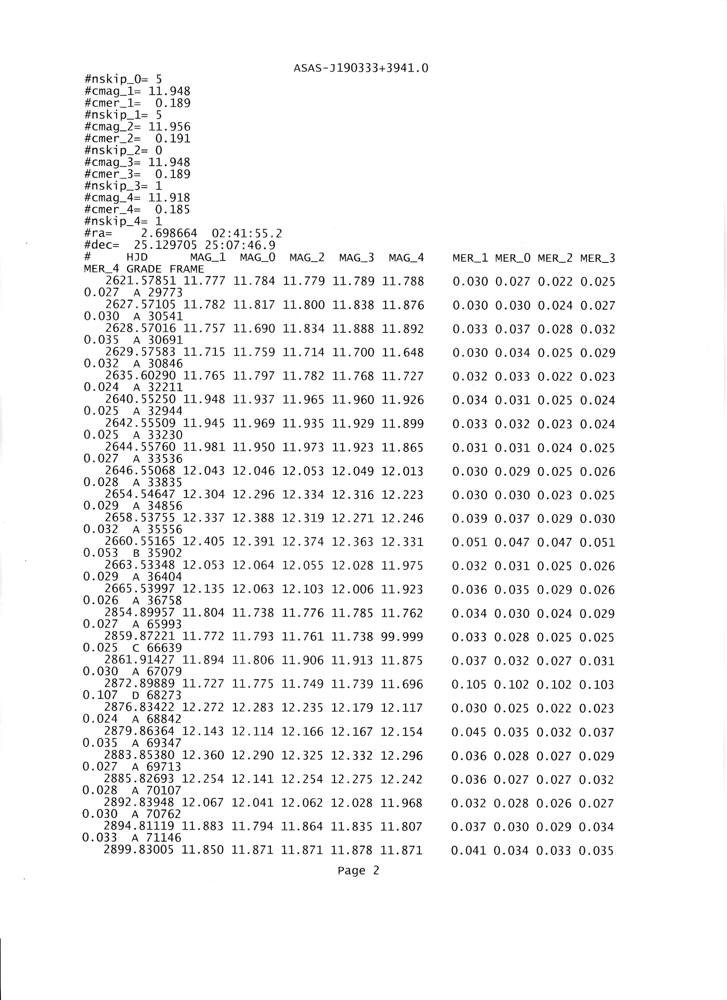 ASAS-J190333+3941.0
#nskip_0= 5
#cmag_1= 11.948
#cmer_1=  0.189
#nskip_1= 5
#cmag_2= 11.956
#cmer_2=  0.191
#nskip_2= 0
#cmag_3= 11.948
#cmer_3=  0.189
#nskip_3= 1
#cmag_4= 11.918
#cmer_4=  0.185
#nskip_4= 1
#ra=    2.698664  02:41:55.2
#dec=  25.129705 25:07:46.9
#     HJD      MAG_1  MAG_0  MAG_2  MAG_3  MAG_4    MER_1 MER_0 MER_2 MER_3
MER_4 GRADE FRAME
2621.57851 11.777 11.784 11.779 11.789 11.788    0.030 0.027 0.022 0.025
0.027  A 29773
2627.57105 11.782 11.817 11.800 11.838 11.876    0.030 0.030 0.024 0.027
0.030  A 30541
2628.57016 11.757 11.690 11.834 11.888 11.892    0.033 0.037 0.028 0.032
0.035  A 30691
2629.57583 11.715 11.759 11.714 11.700 11.648    0.030 0.034 0.025 0.029
0.032  A 30846
2635.60290 11.765 11.797 11.782 11.768 11.727    0.032 0.033 0.022 0.023
0.024  A 32211
2640.55250 11.948 11.937 11.965 11.960 11.926    0.034 0.031 0.025 0.024
0.025  A 32944
2642.55509 11.945 11.969 11.935 11.929 11.899    0.033 0.032 0.023 0.024
0.025  A 33230
2644.55760 11.981 11.950 11.973 11.923 11.865    0.031 0.031 0.024 0.025
0.027  A 33536
2646.55068 12.043 12.046 12.053 12.049 12.013    0.030 0.029 0.025 0.026
0.028  A 33835
2654.54647 12.304 12.296 12.334 12.316 12.223    0.030 0.030 0.023 0.025
0.029  A 34856
2658.53755 12.337 12.388 12.319 12.271 12.246    0.039 0.037 0.029 0.030
0.032  A 35556
2660.55165 12.405 12.391 12.374 12.363 12.331    0.051 0.047 0.047 0.051
0.053  B 35902
2663.53348 12.053 12.064 12.055 12.028 11.975    0.032 0.031 0.025 0.026
0.029  A 36404
2665.53997 12.135 12.063 12.103 12.006 11.923    0.036 0.035 0.029 0.026
0.026  A 36758
2854.89957 11.804 11.738 11.776 11.785 11.762    0.034 0.030 0.024 0.029
0.027  A 65993
2859.87221 11.772 11.793 11.761 11.738 99.999    0.033 0.028 0.025 0.025
0.025  C 66639
2861.91427 11.894 11.806 11.906 11.913 11.875    0.037 0.032 0.027 0.031
0.030  A 67079
2872.89889 11.727 11.775 11.749 11.739 11.696    0.105 0.102 0.102 0.103
0.107  D 68273
2876.83422 12.272 12.283 12.235 12.179 12.117    0.030 0.025 0.022 0.023
0.024  A 68842
2879.86364 12.143 12.114 12.166 12.167 12.154    0.045 0.035 0.032 0.037
0.035  A 69347
2883.85380 12.360 12.290 12.325 12.332 12.296    0.036 0.028 0.027 0.029
0.027  A 69713
2885.82693 12.254 12.141 12.254 12.275 12.242    0.036 0.027 0.027 0.032
0.028  A 70107
2892.83948 12.067 12.041 12.062 12.028 11.968    0.032 0.028 0.026 0.027
0.030  A 70762
2894.81119 11.883 11.794 11.864 11.835 11.807    0.037 0.030 0.029 0.034
0.033  A 71146
2899.83005 11.850 11.871 11.871 11.878 11.871    0.041 0.034 0.033 0.035
Page 2